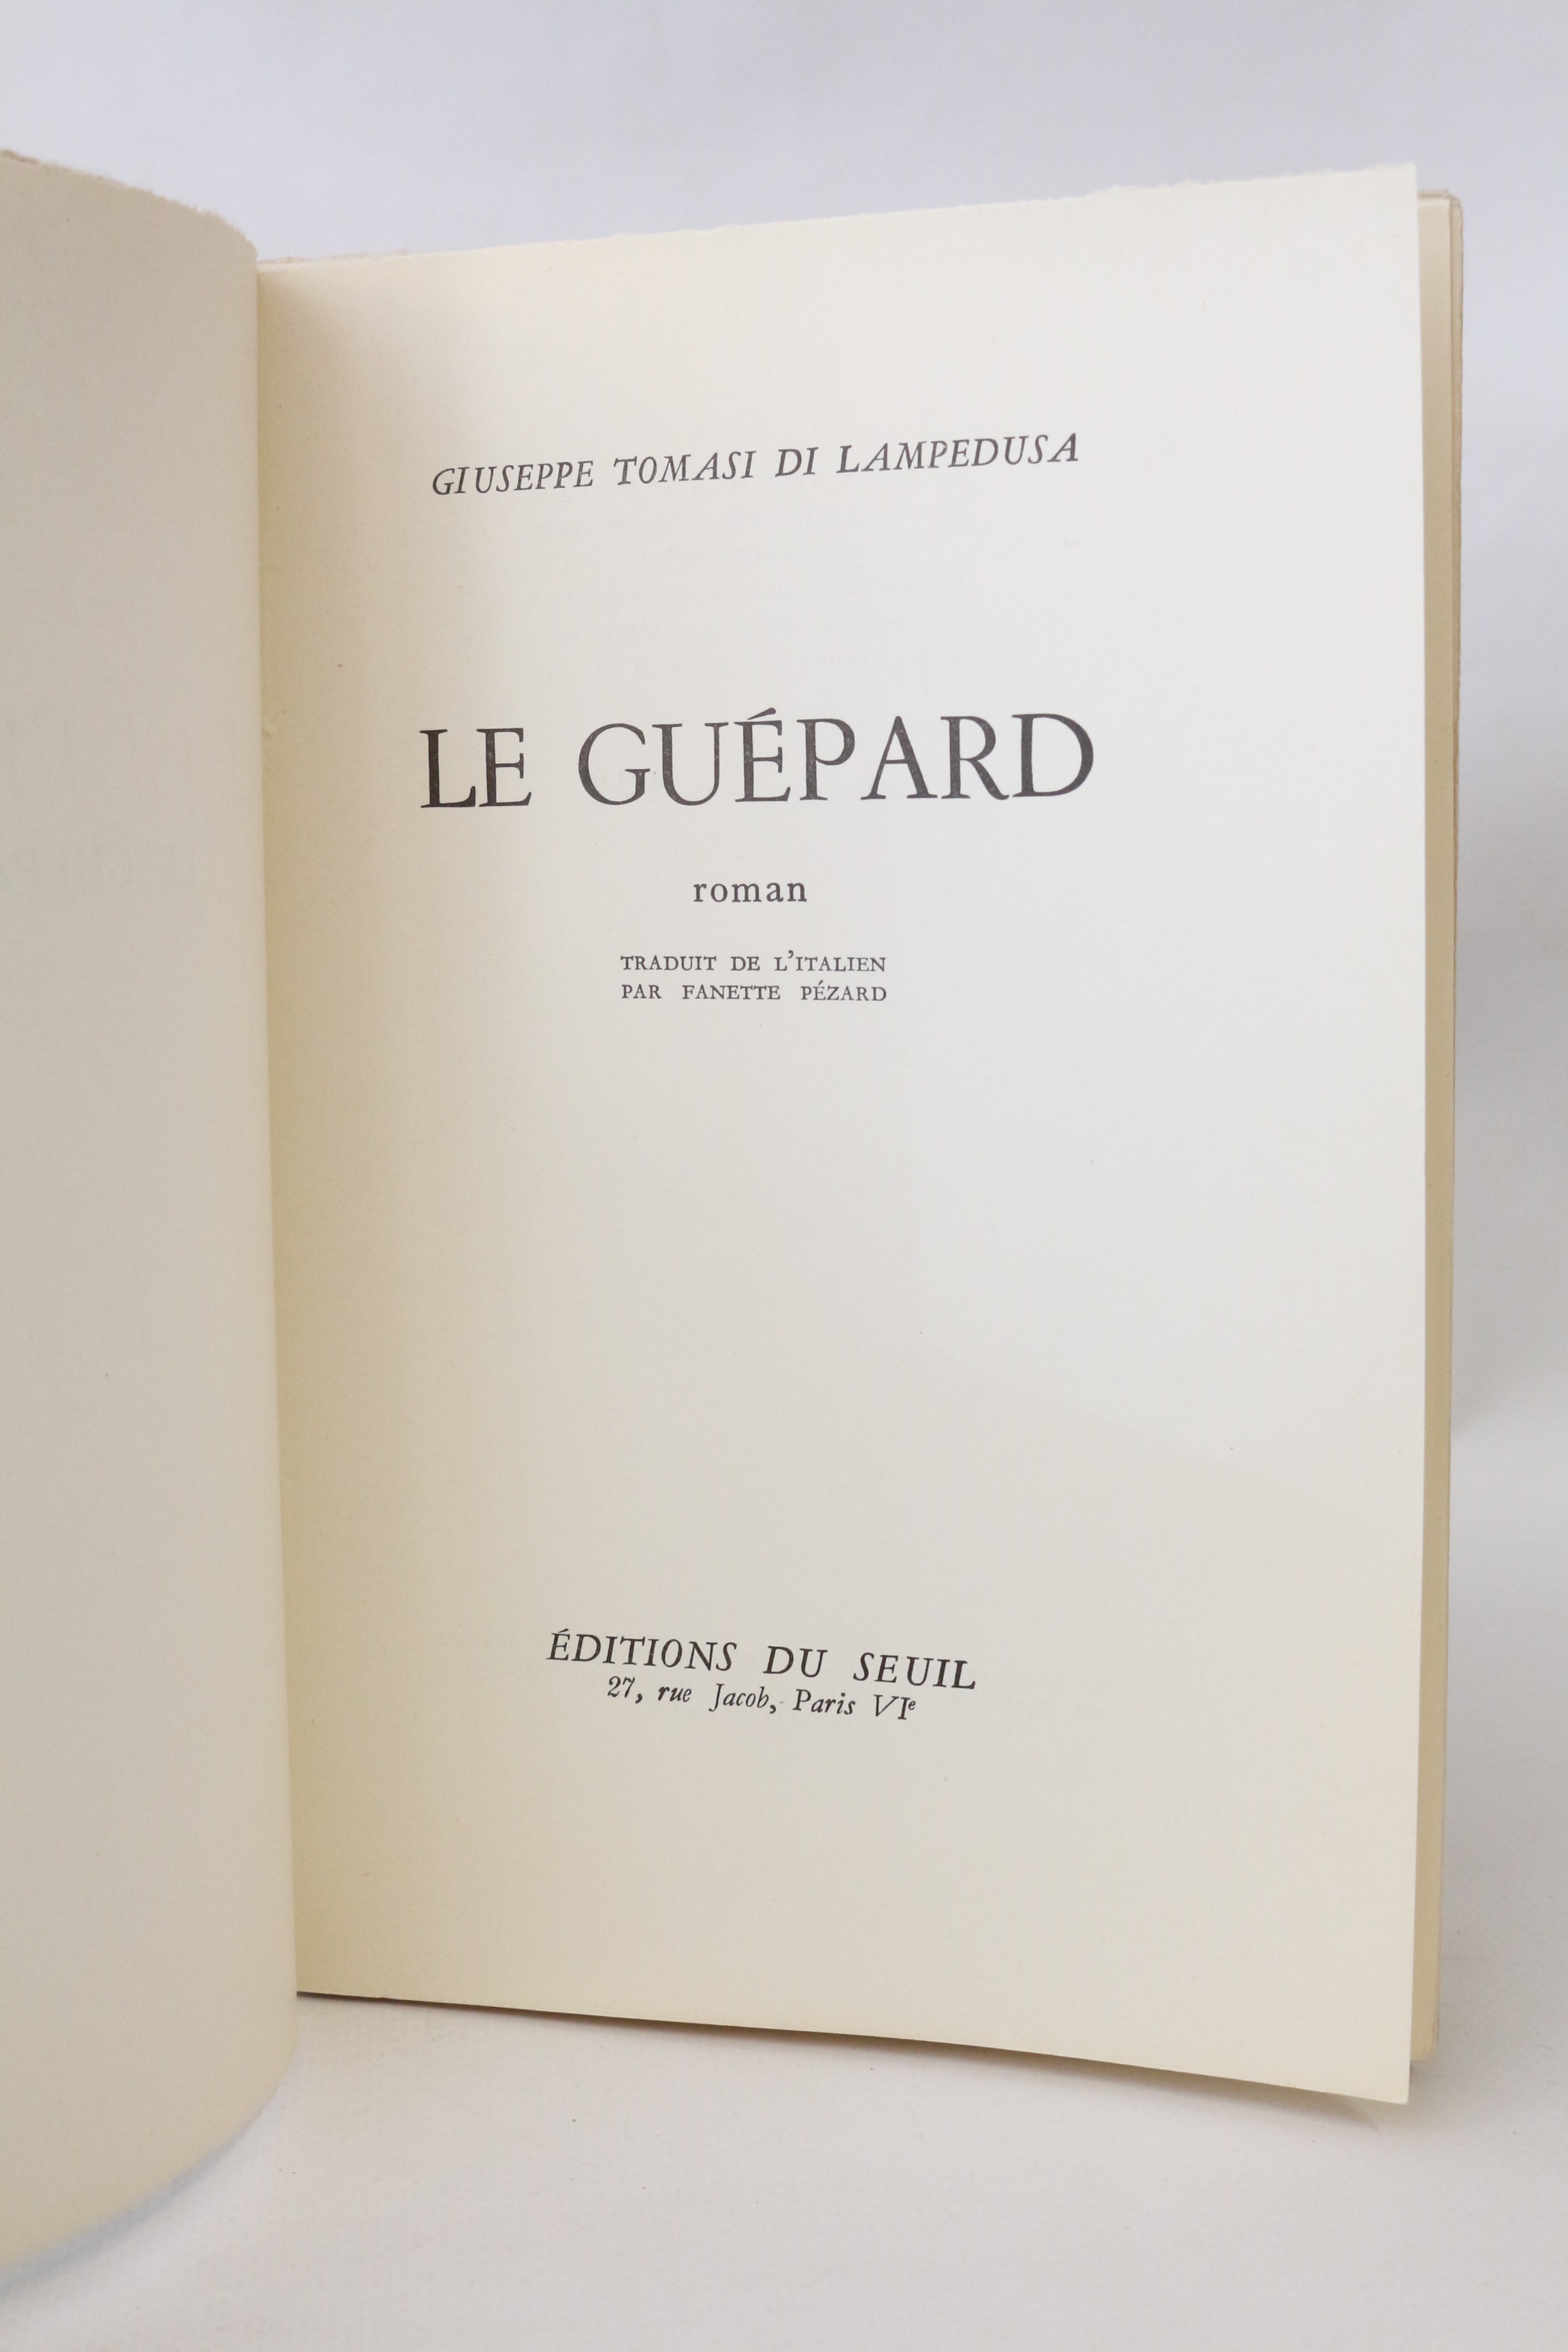 GIUSEPPE TOMASI DI LAMPEDUSA
LE GUÉPARD
roman
TRADUIT DE L'ITALIEN
PAR FANETTE PÉZARD
ÉDITIONS DU SEUIL
27, rue Jacob, Paris VIe